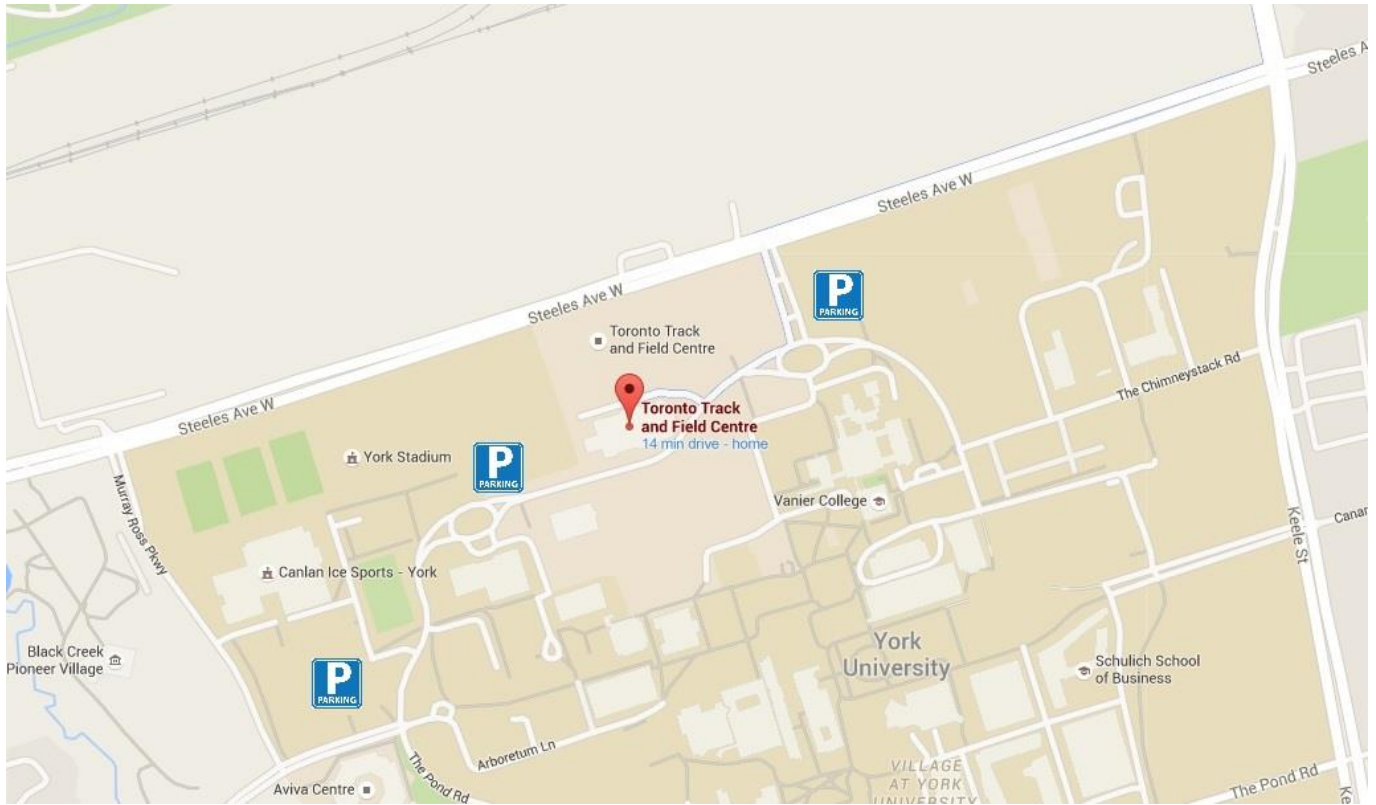 Steeles A
Steeles Ave W
P
PARKING
Steeles Ave W
Toronto Track
and Field Centre
The Chimneystack Rd
Toronto Track
and Field Centre
14 min drive - home
Steeles Ave W
York Stadium
P
PARKING
Murray Ross Pkwy
Vanier College
Keele St
Canar
Canlan Ice Sports - York
York
University
Black Creek
Pioneer Village
P
PARKING
Schulich School
of Business
Arboretum Ln
The Pond Rd
Aviva Centre
VILLAGE
AT YORK
UNIVERSITY
The Pond Rd
Ke